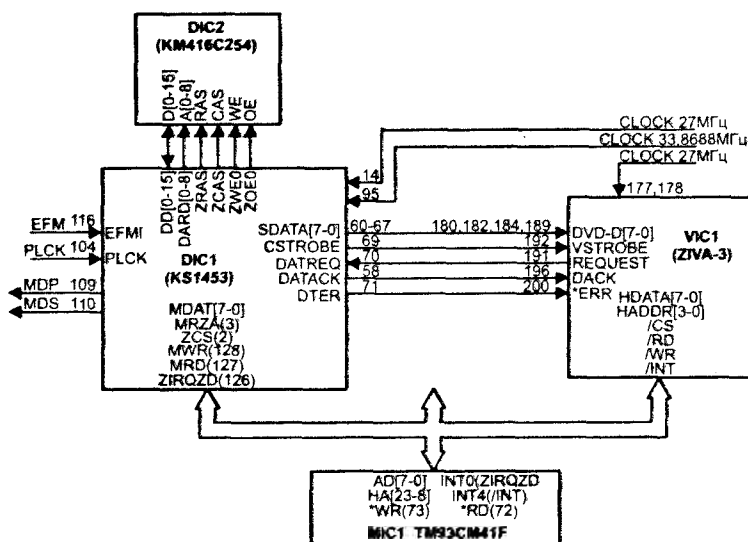 DIC2
(KM416C254)
D[0-15]
A[0-8]
RAS
CAS
WE
OE
CLOCK 27МГц
CLOCK 33.8688МГц
CLOCK 27МГц
14
95
177,178
DD[0-15]
DARD[0-8]
ZRAS
ZCAS
ZWE0
ZOE0
EFM 116
EFMI
PLCK 104
PLCK
DIC1
(KS1453)
MDP 109
MDS 110
SDATA[7-0] 60-67 180,182,184,189 DVD-D[7-0]
CSTROBE 69 192 VSTROBE
DATREQ 70 191 REQUEST
DATACK 58 196 DACK
DTER 71 200 *ERR
VIC1
(ZIVA-3)
MDAT[7-0]
MRZA(3)
ZCS(2)
MWR(128)
MRD(127)
ZIRQZD(126)
HDATA[7-0]
HADDR[3-0]
/CS
/RD
/WR
/INT
AD[7-0] INT0(ZIRQZD
HA[23-8] INT4(/INT)
*WR(73) *RD(72)
MIC1 TM93CM41F